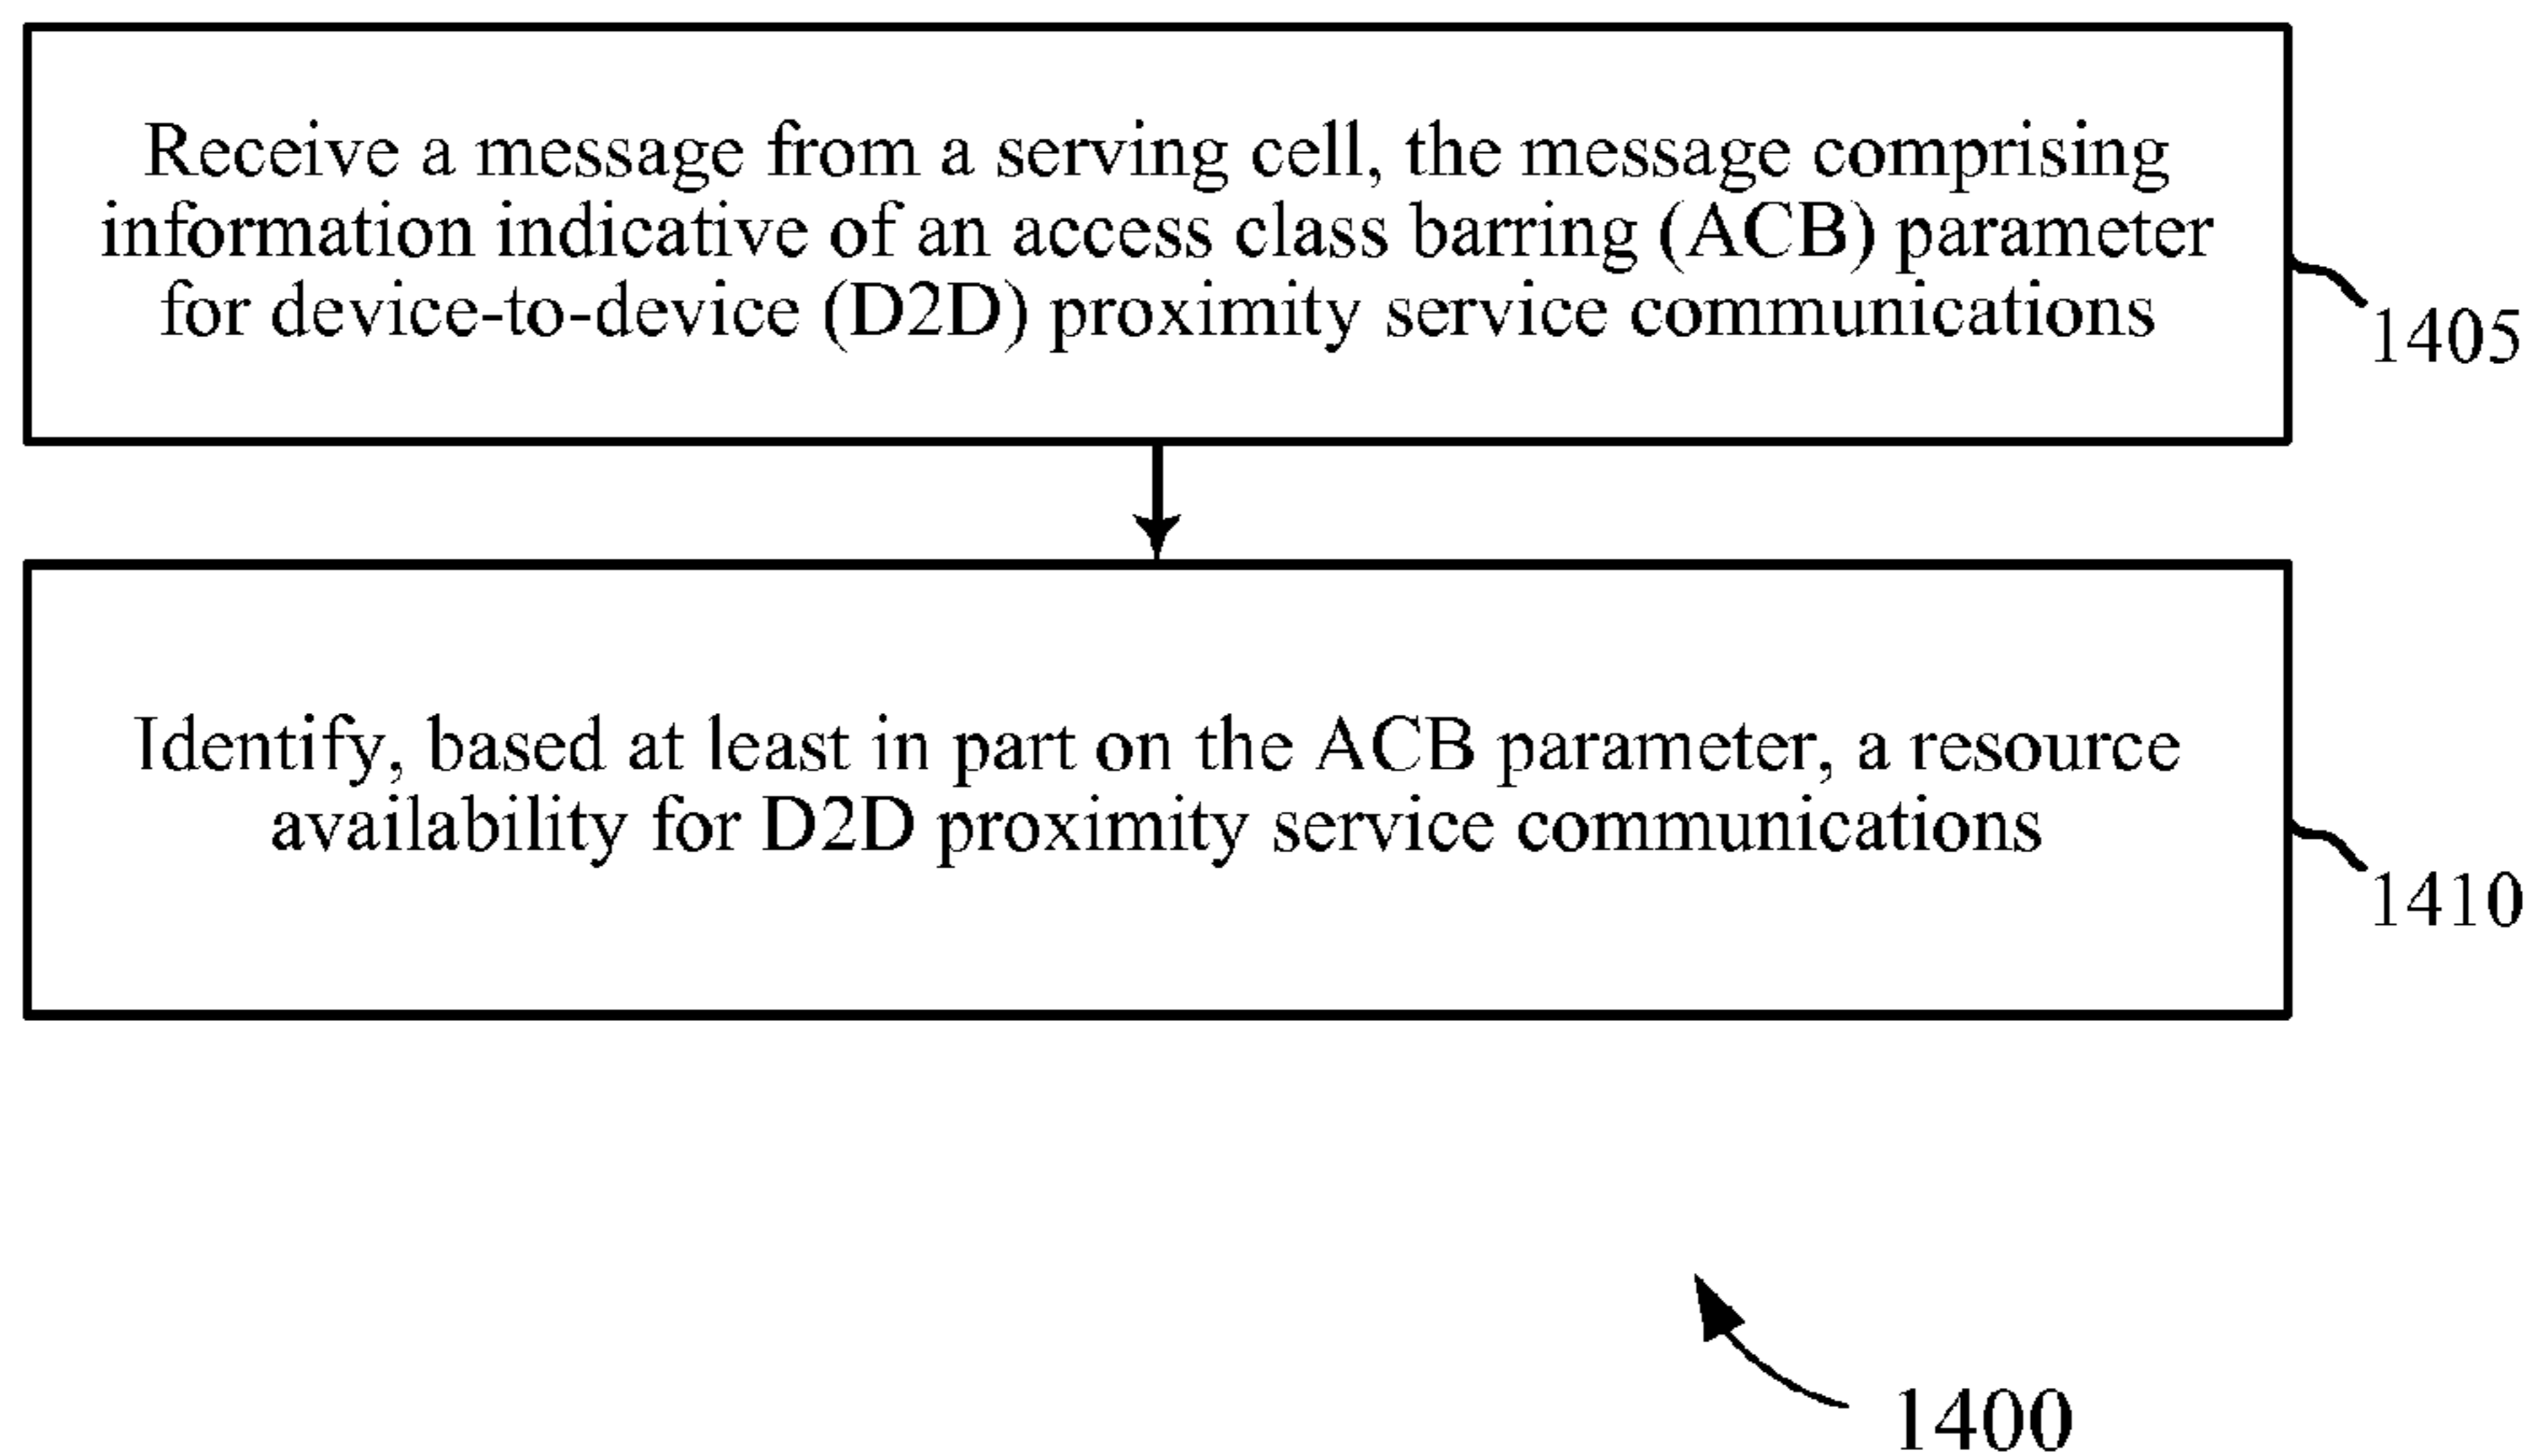 Receive a message from a serving cell, the message comprising
information indicative of an access class barring (ACB) parameter
for device-to-device (D2D) proximity service communications
1405
Identify, based at least in part on the ACB parameter, a resource
availability for D2D proximity service communications
1410
1400